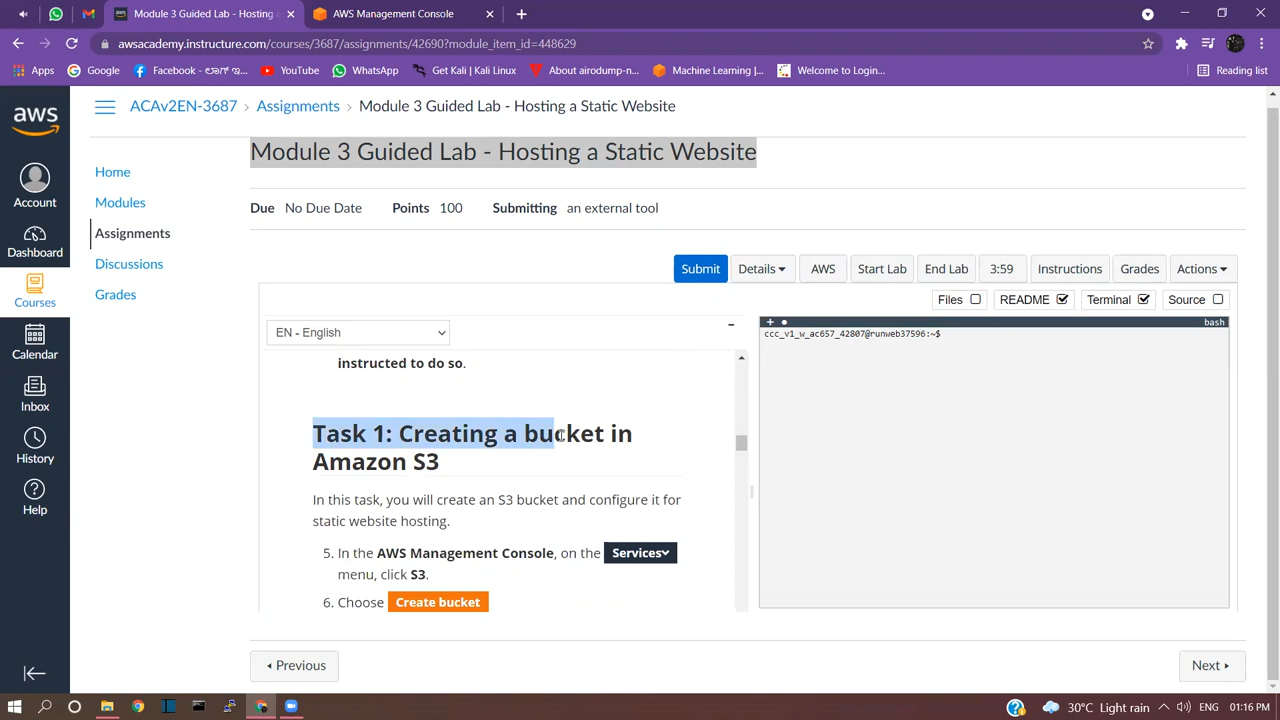 Module 3 Guided Lab - Hosting a
AWS Management Console
awsacademy.instructure.com/courses/3687/assignments/42690?module_item_id=448629
Apps Google Facebook - ಲಾಗ್ ಇ... YouTube WhatsApp Get Kali | Kali Linux About airodump-n... Machine Learning |... Welcome to Login... Reading list
aws
Account
Dashboard
Courses
Calendar
Inbox
History
Help
ACAv2EN-3687 › Assignments › Module 3 Guided Lab - Hosting a Static Website
Home
Modules
Assignments
Discussions
Grades
Module 3 Guided Lab - Hosting a Static Website
Due No Due Date Points 100 Submitting an external tool
Submit Details AWS Start Lab End Lab 3:59 Instructions Grades Actions
Files README Terminal Source
EN - English
instructed to do so.
Task 1: Creating a bucket in
Amazon S3
In this task, you will create an S3 bucket and configure it for
static website hosting.
5. In the AWS Management Console, on the Services
menu, click S3.
6. Choose Create bucket
bash
ccc_v1_w_ac657_42807@runweb37596:~$
Previous
Next
30°C Light rain ENG 01:16 PM